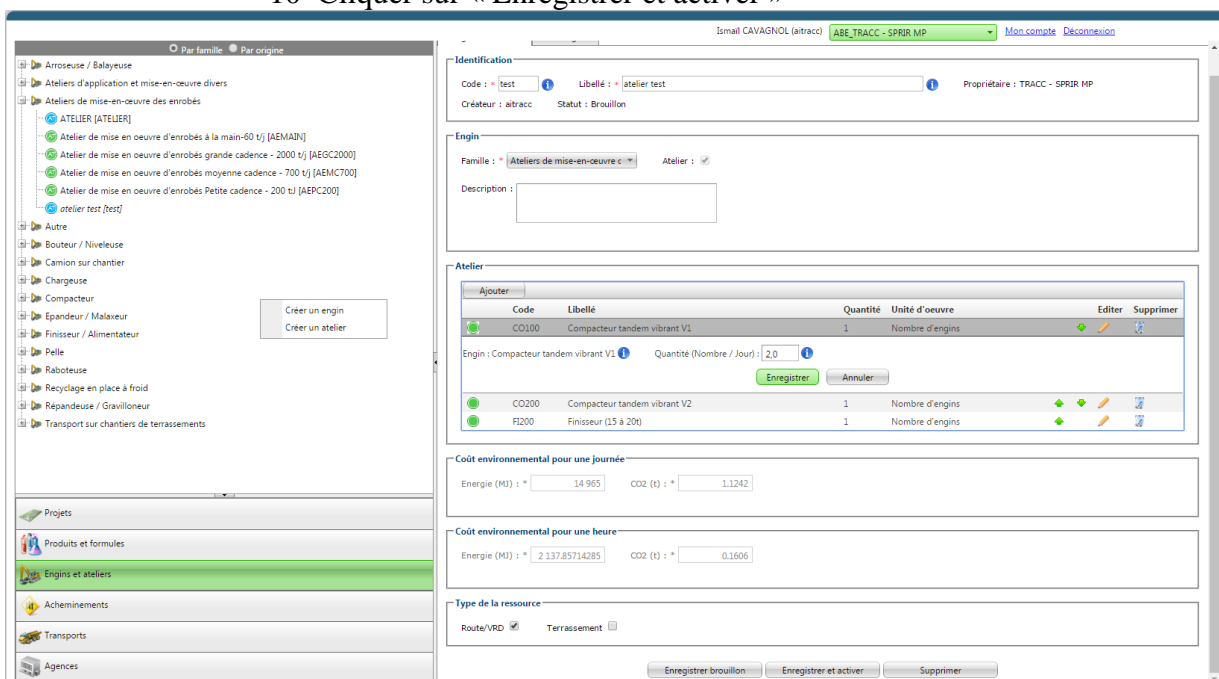 10- Cliquer sur « Enregistrer et activer »
Ismaïl CAVAGNOL (aitracc) ABE_TRACC - SPRIR MP Mon compte Déconnexion
Par famille Par origine
Arroseuse / Balayeuse
Ateliers d'application et mise-en-œuvre divers
Ateliers de mise-en-œuvre des enrobés
ATELIER [ATELIER]
Atelier de mise en oeuvre d'enrobés à la main-60 t/j [AEMAIN]
Atelier de mise en oeuvre d'enrobés grande cadence - 2000 t/j [AEGC2000]
Atelier de mise en oeuvre d'enrobés moyenne cadence - 700 t/j [AEMC700]
Atelier de mise en oeuvre d'enrobés Petite cadence - 200 t:J [AEPC200]
atelier test [test]
Autre
Bouteur / Niveleuse
Camion sur chantier
Chargeuse
Compacteur
Epandeur / Malaxeur
Finisseur / Alimentateur
Pelle
Raboteuse
Recyclage en place à froid
Répandeuse / Gravilloneur
Transport sur chantiers de terrassements
Créer un engin
Créer un atelier
Projets
Produits et formules
Engins et ateliers
Acheminements
Transports
Agences
Identification
Code : * test Libellé : * atelier test Propriétaire : TRACC - SPRIR MP
Créateur : aitracc Statut : Brouillon
Engin
Famille : * Ateliers de mise-en-œuvre c Atelier :
Description :
Atelier
Ajouter
Code Libellé Quantité Unité d'oeuvre Editer Supprimer
CO100 Compacteur tandem vibrant V1 1 Nombre d'engins
Engin : Compacteur tandem vibrant V1 Quantité (Nombre / Jour) : 2,0
Enregistrer Annuler
CO200 Compacteur tandem vibrant V2 1 Nombre d'engins
FI200 Finisseur (15 à 20t) 1 Nombre d'engins
Coût environnemental pour une journée
Energie (MJ) : * 14 965 CO2 (t) : * 1.1242
Coût environnemental pour une heure
Energie (MJ) : * 2 137.85714285 CO2 (t) : * 0.1606
Type de la ressource
Route/VRD Terrassement
Enregistrer brouillon Enregistrer et activer Supprimer